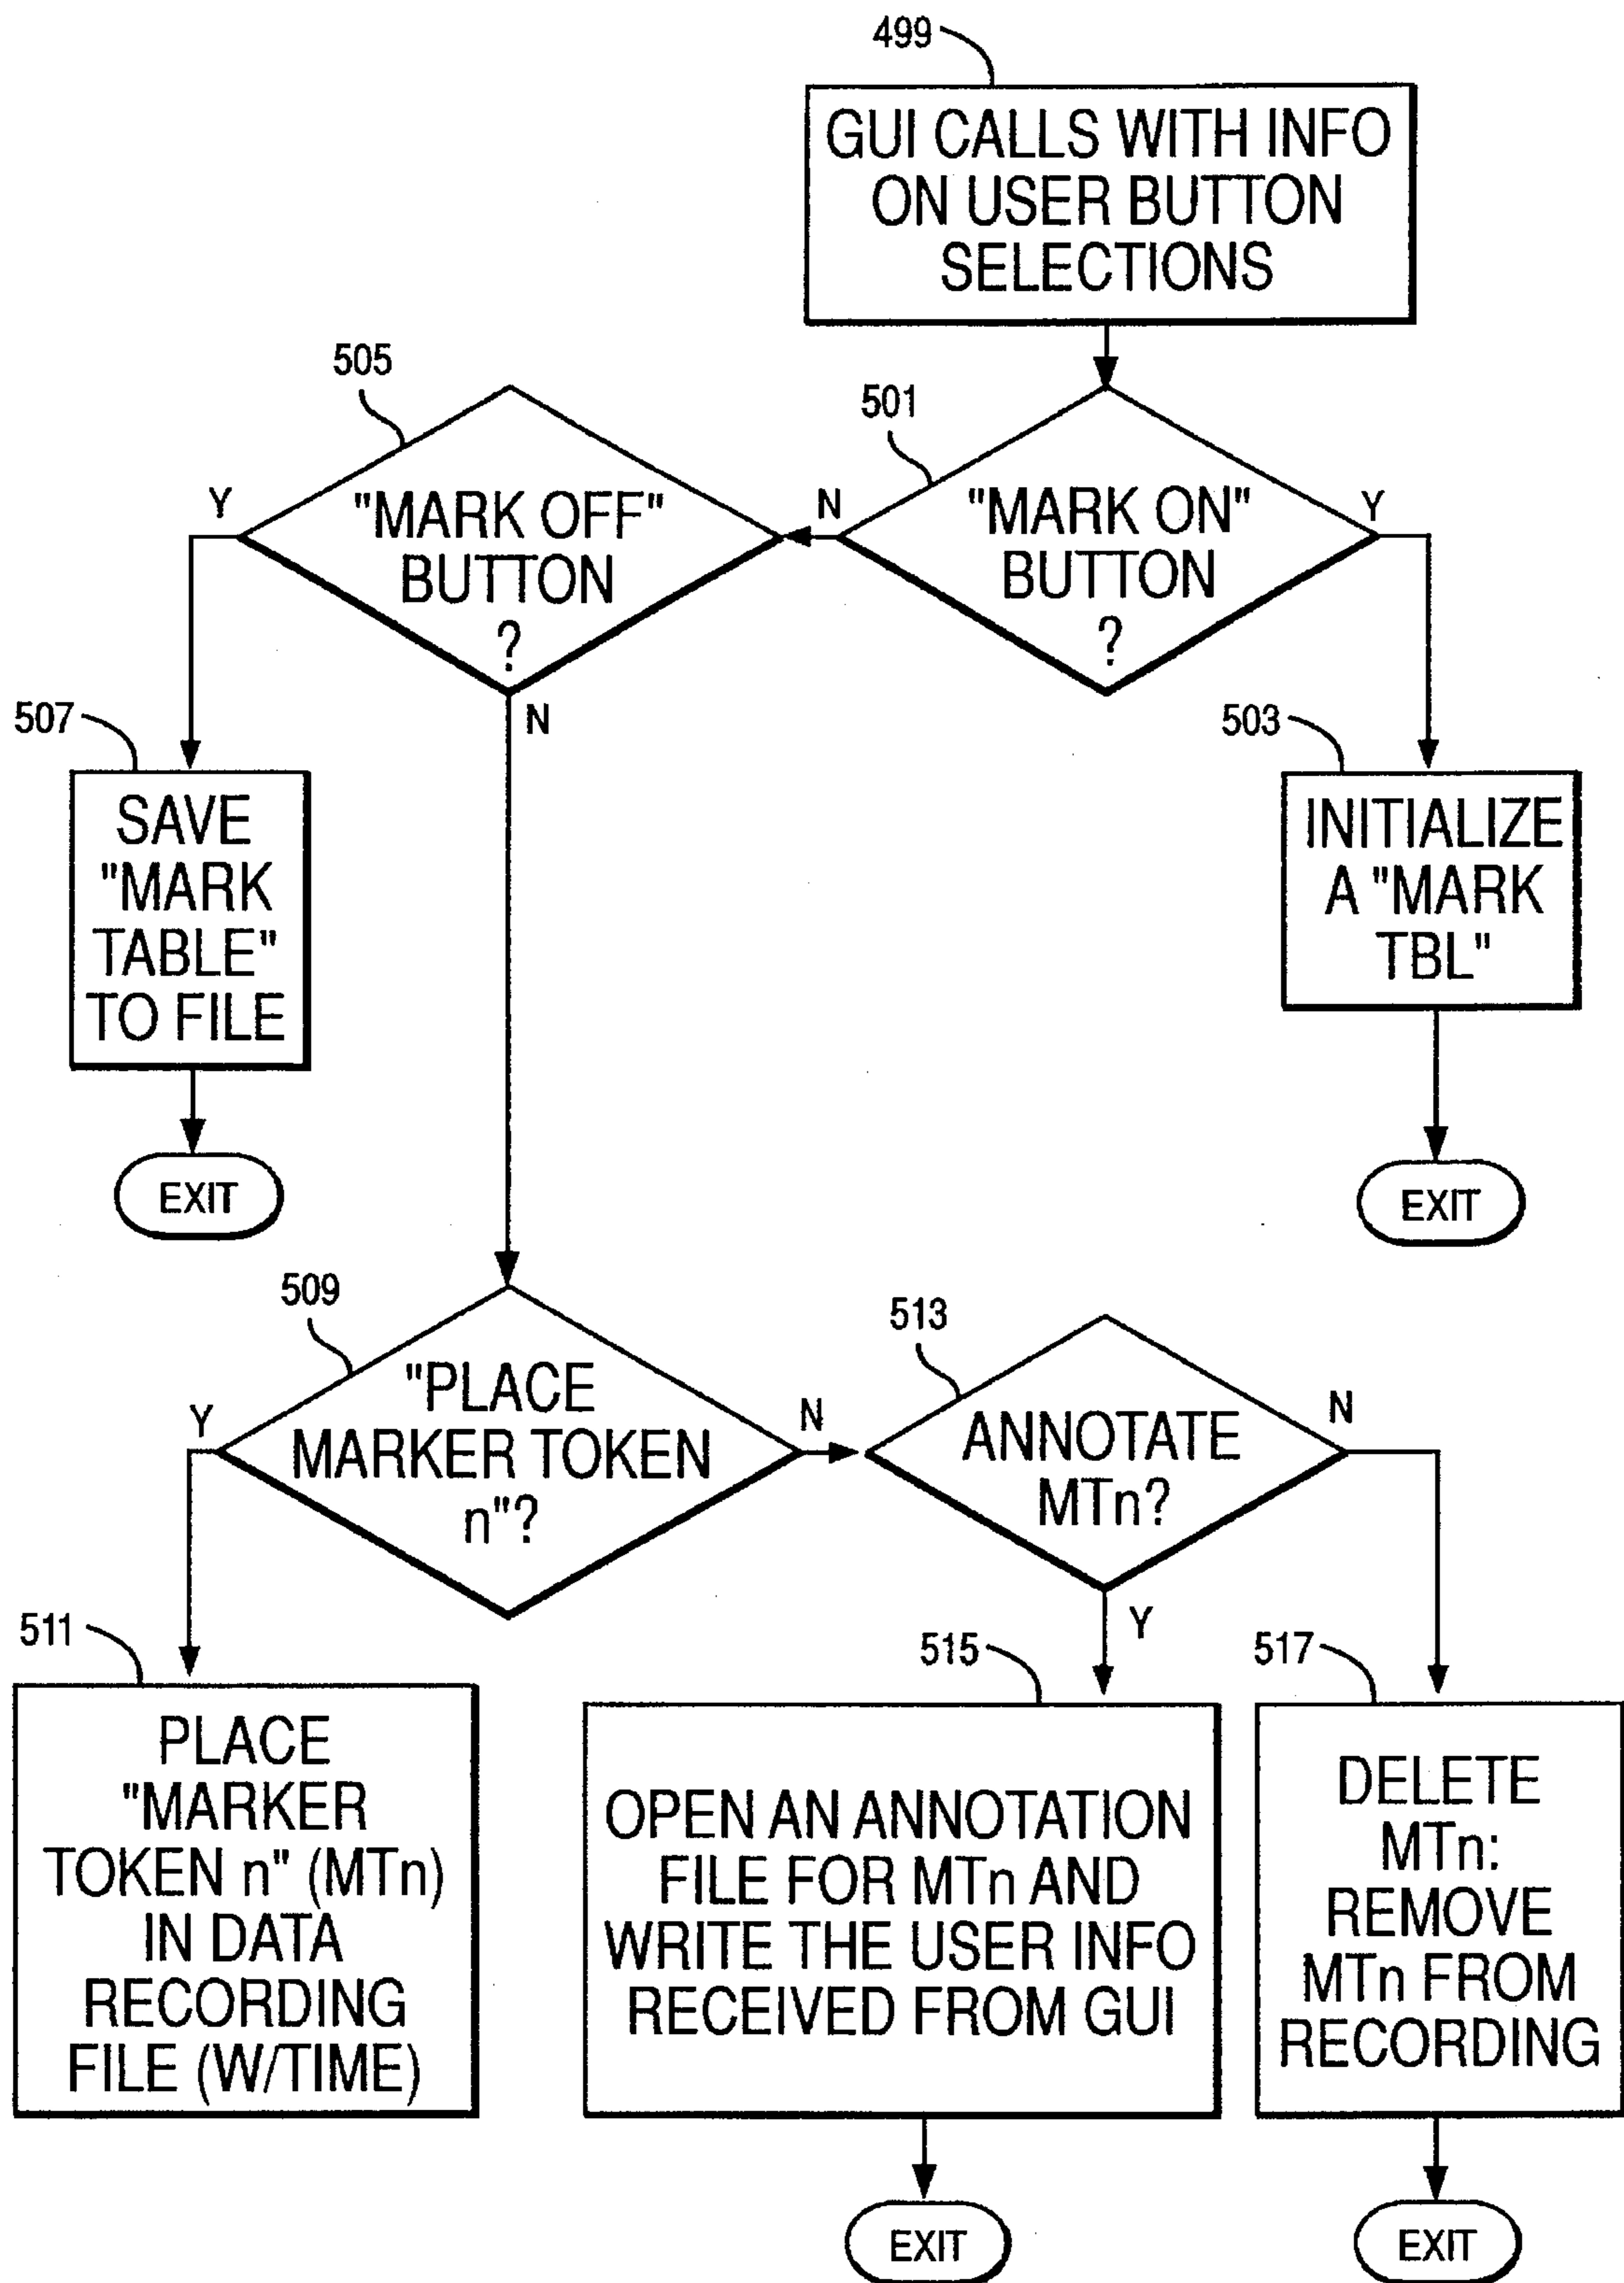 499
GUI CALLS WITH INFO
ON USER BUTTON
SELECTIONS
505
501
Y
"MARK OFF"
BUTTON
?
N
"MARK ON"
BUTTON
?
Y
N
507
503
SAVE
"MARK
TABLE"
TO FILE
INITIALIZE
A "MARK
TBL"
EXIT
EXIT
509
513
Y
"PLACE
MARKER TOKEN
n"?
N
ANNOTATE
MTn?
N
Y
511
515
517
PLACE
"MARKER
TOKEN n" (MTn)
IN DATA
RECORDING
FILE (W/TIME)
OPEN AN ANNOTATION
FILE FOR MTn AND
WRITE THE USER INFO
RECEIVED FROM GUI
DELETE
MTn:
REMOVE
MTn FROM
RECORDING
EXIT
EXIT